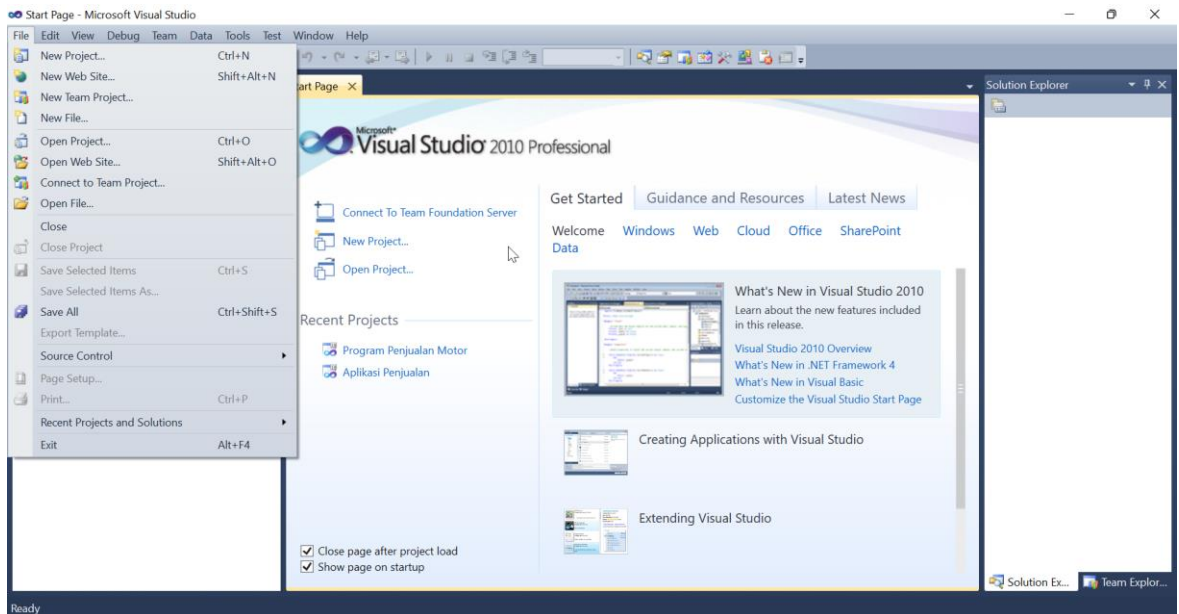 Start Page - Microsoft Visual Studio
File Edit View Debug Team Data Tools Test Window Help
New Project... Ctrl+N
New Web Site... Shift+Alt+N
New Team Project...
New File...
Open Project... Ctrl+O
Open Web Site... Shift+Alt+O
Connect to Team Project...
Open File...
Close
Close Project
Save Selected Items Ctrl+S
Save Selected Items As...
Save All Ctrl+Shift+S
Export Template...
Source Control
Page Setup...
Print... Ctrl+P
Recent Projects and Solutions
Exit Alt+F4
art Page
Microsoft
Visual Studio 2010 Professional
Connect To Team Foundation Server
New Project...
Open Project...
Recent Projects
Program Penjualan Motor
Aplikasi Penjualan
Close page after project load
Show page on startup
Get Started Guidance and Resources Latest News
Welcome Windows Web Cloud Office SharePoint
Data
What's New in Visual Studio 2010
Learn about the new features included
in this release.
Visual Studio 2010 Overview
What's New in .NET Framework 4
What's New in Visual Basic
Customize the Visual Studio Start Page
Creating Applications with Visual Studio
Extending Visual Studio
Solution Explorer
Solution Ex... Team Explor...
Ready